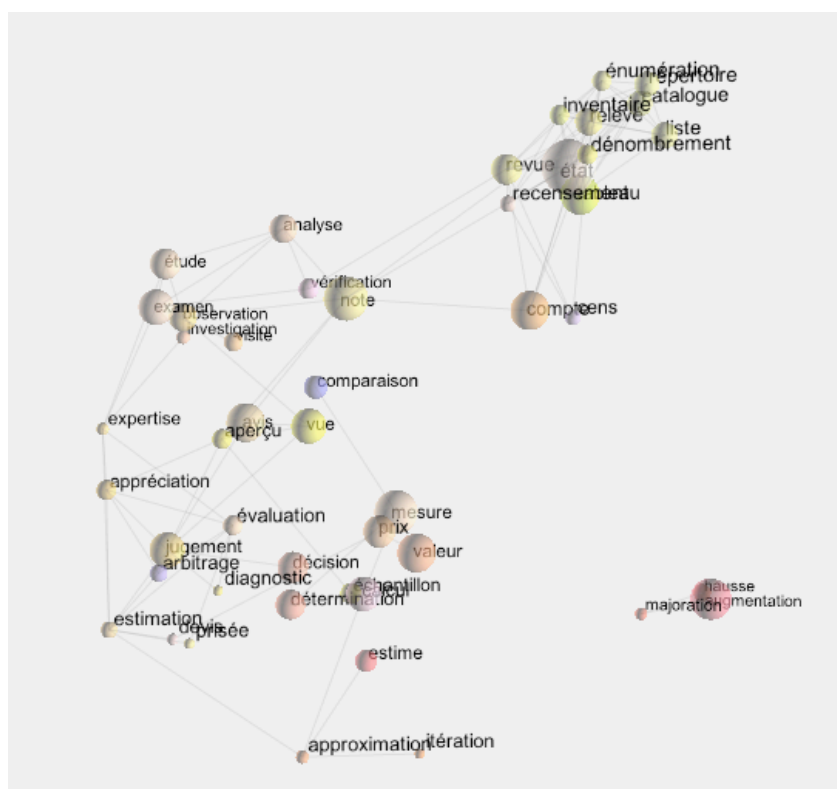 énumération
répertoire
catalogue
inventaire
relevé
liste
dénombrement
revue
état
recensement
analyse
étude
vérification
note
examen
observation
investigation
visite
compte
cens
comparaison
expertise
avis
aperçu
vue
appréciation
mesure
évaluation
prix
jugement
valeur
arbitrage
décision
diagnostic
échantillon
calcul
détermination
hausse
augmentation
majoration
estimation
devis
prisée
estime
approximation
itération